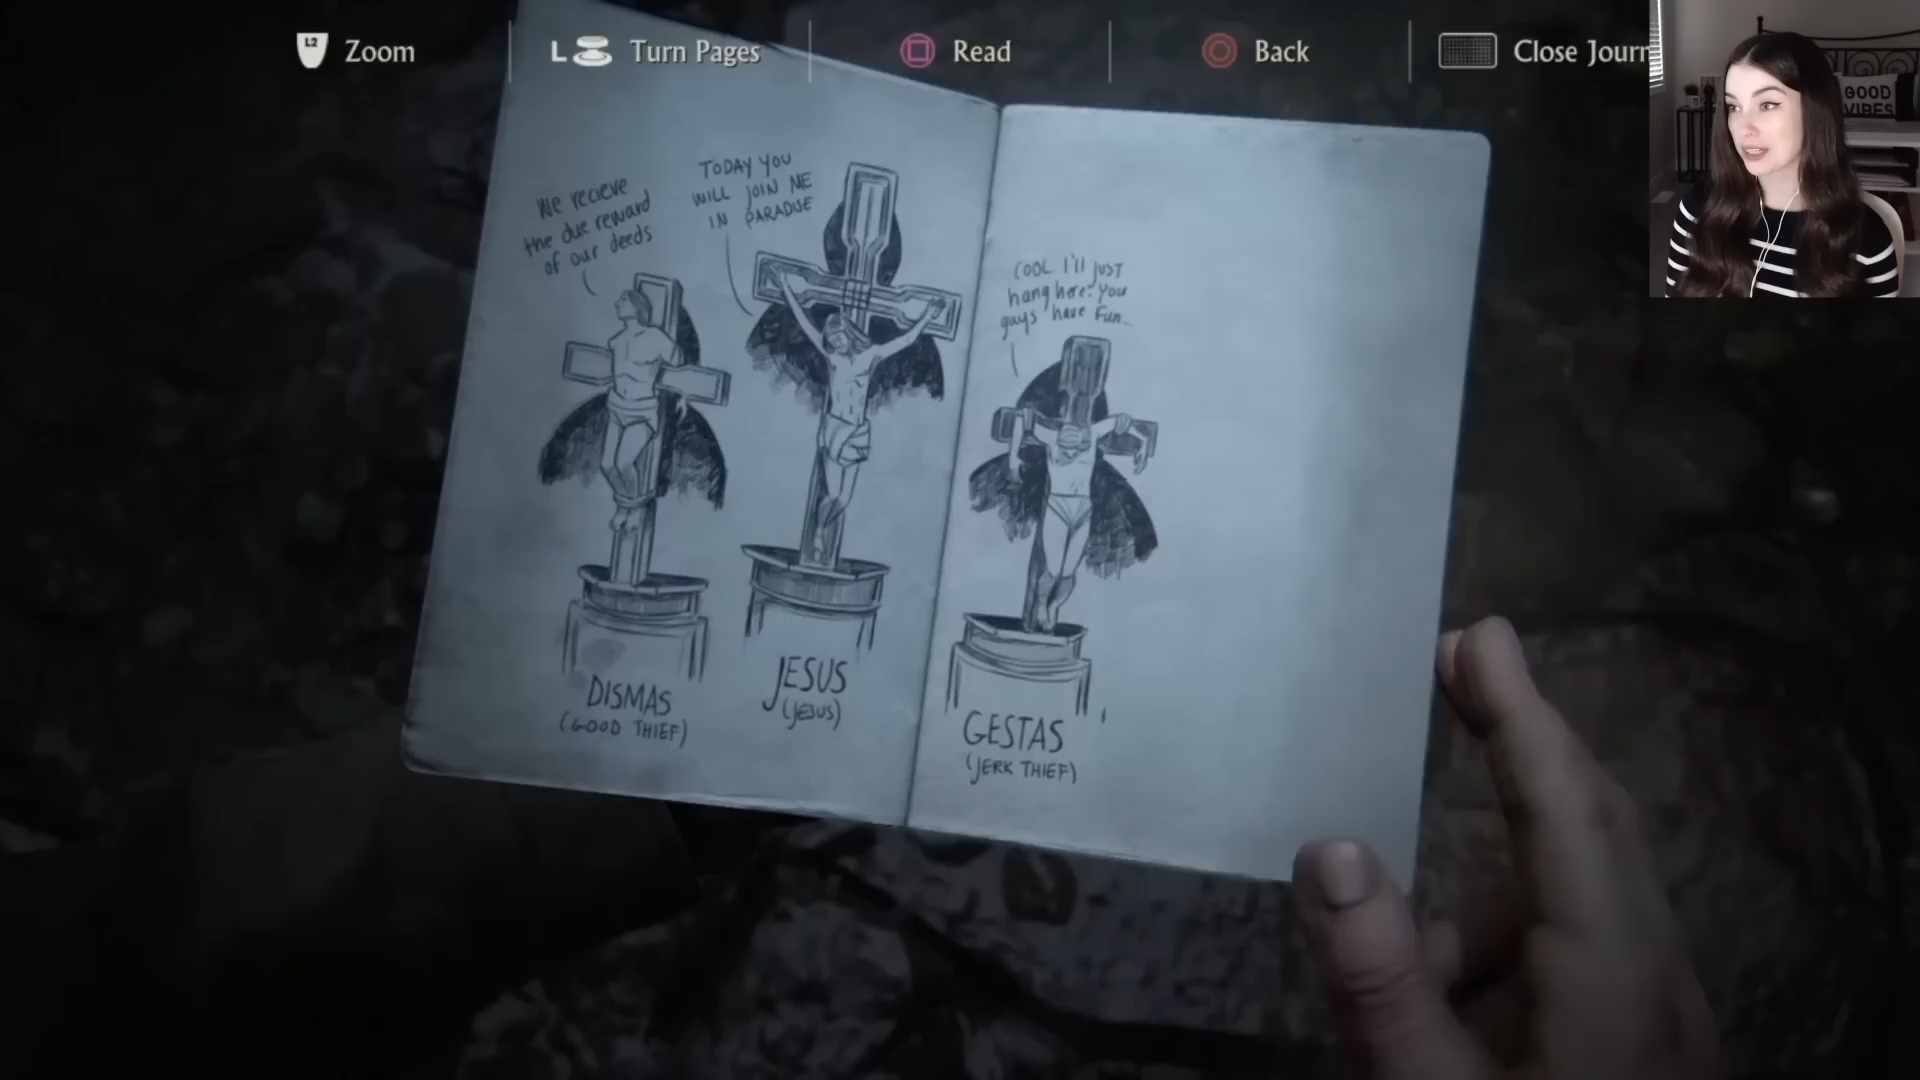 L2 Zoom
L Turn Pages
Read
Back
Close Journ
GOOD
VIBES
We recieve
the due reward
of our deeds
TODAY YOU
WILL JOIN ME
IN PARADISE
COOL. I'll JUST
hang here. You
guys have fun..
DISMAS
(GOOD THIEF)
JESUS
(JESUS)
GESTAS
(JERK THIEF)